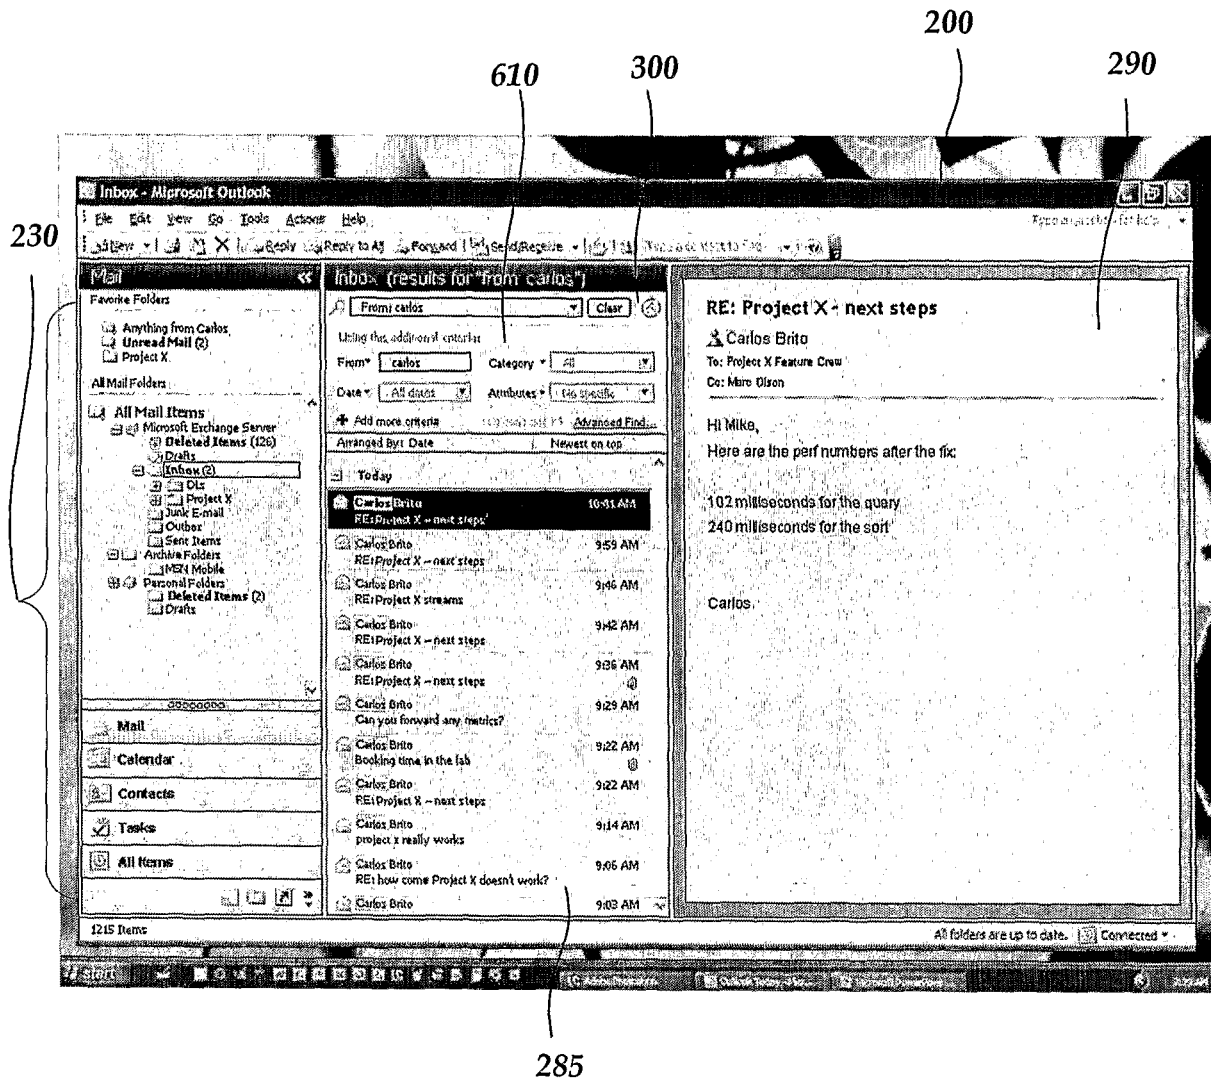 200
610
300
290
230
285
Inbox - Microsoft Outlook
File Edit View Go Tools Actions Help
New Reply Reply to All Forward Send/Receive
Mail
Favorite Folders
Anything from Carlos
Unread Mail (2)
Project X
All Mail Folders
All Mail Items
Microsoft Exchange Server
Deleted Items (126)
Drafts
Inbox (2)
DLs
Project X
Junk E-mail
Outbox
Sent Items
Archive Folders
MSN Mobile
Personal Folders
Deleted Items (2)
Drafts
Mail
Calendar
Contacts
Tasks
All Items
Inbox (results for "from: carlos")
From: carlos Clear
Using this additional criteria:
From carlos Category All
Date All dates Attributes No specific
Add more criteria Advanced Find...
Arranged By: Date Newest on top
Today
Carlos Brito 10:01 AM
RE: Project X – next steps
Carlos Brito 9:59 AM
RE: Project X – next steps
Carlos Brito 9:46 AM
RE: Project X streams
Carlos Brito 9:42 AM
RE: Project X – next steps
Carlos Brito 9:36 AM
RE: Project X – next steps
Carlos Brito 9:29 AM
Can you forward any metrics?
Carlos Brito 9:22 AM
Booking time in the lab
Carlos Brito 9:22 AM
RE: Project X – next steps
Carlos Brito 9:14 AM
project x really works
Carlos Brito 9:06 AM
RE: how come Project X doesn't work?
Carlos Brito 9:03 AM
RE: Project X - next steps
Carlos Brito
To: Project X Feature Crew
Cc: Marc Olson
Hi Mike,
Here are the perf numbers after the fix:
102 milliseconds for the query
240 milliseconds for the sort
Carlos.
1215 Items
All folders are up to date. Connected
start